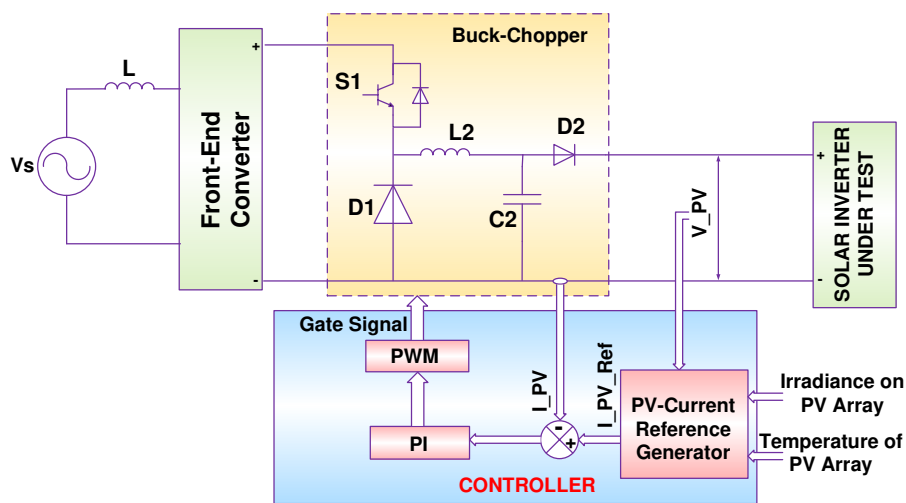 Buck-Chopper
+
L
S1
Vs
Front-End
Converter
L2
D2
+
D1
C2
V_PV
SOLAR INVERTER
UNDER TEST
-
-
Gate Signal
PWM
I_PV
I_PV_Ref
PV-Current
Reference
Generator
Irradiance on
PV Array
PI
-
+
Temperature of
PV Array
CONTROLLER